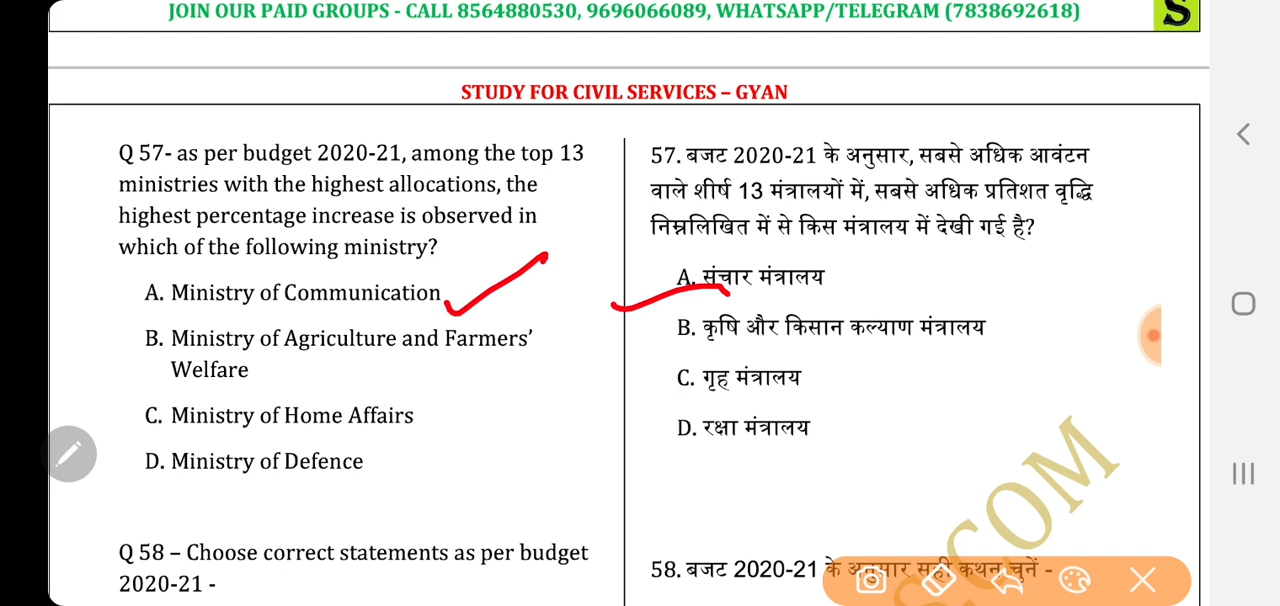 JOIN OUR PAID GROUPS - CALL 8564880530, 9696066089, WHATSAPP/TELEGRAM (7838692618)
S
STUDY FOR CIVIL SERVICES – GYAN
Q 57- as per budget 2020-21, among the top 13
ministries with the highest allocations, the
highest percentage increase is observed in
which of the following ministry?
A. Ministry of Communication
B. Ministry of Agriculture and Farmers’
Welfare
C. Ministry of Home Affairs
D. Ministry of Defence
Q 58 – Choose correct statements as per budget
2020-21 -
57. बजट 2020-21 के अनुसार, सबसे अधिक आवंटन
वाले शीर्ष 13 मंत्रालयों में, सबसे अधिक प्रतिशत वृद्धि
निम्नलिखित में से किस मंत्रालय में देखी गई है?
A. संचार मंत्रालय
B. कृषि और किसान कल्याण मंत्रालय
C. गृह मंत्रालय
D. रक्षा मंत्रालय
58. बजट 2020-21 के अनुसार सही कथन चुनें -
S.COM